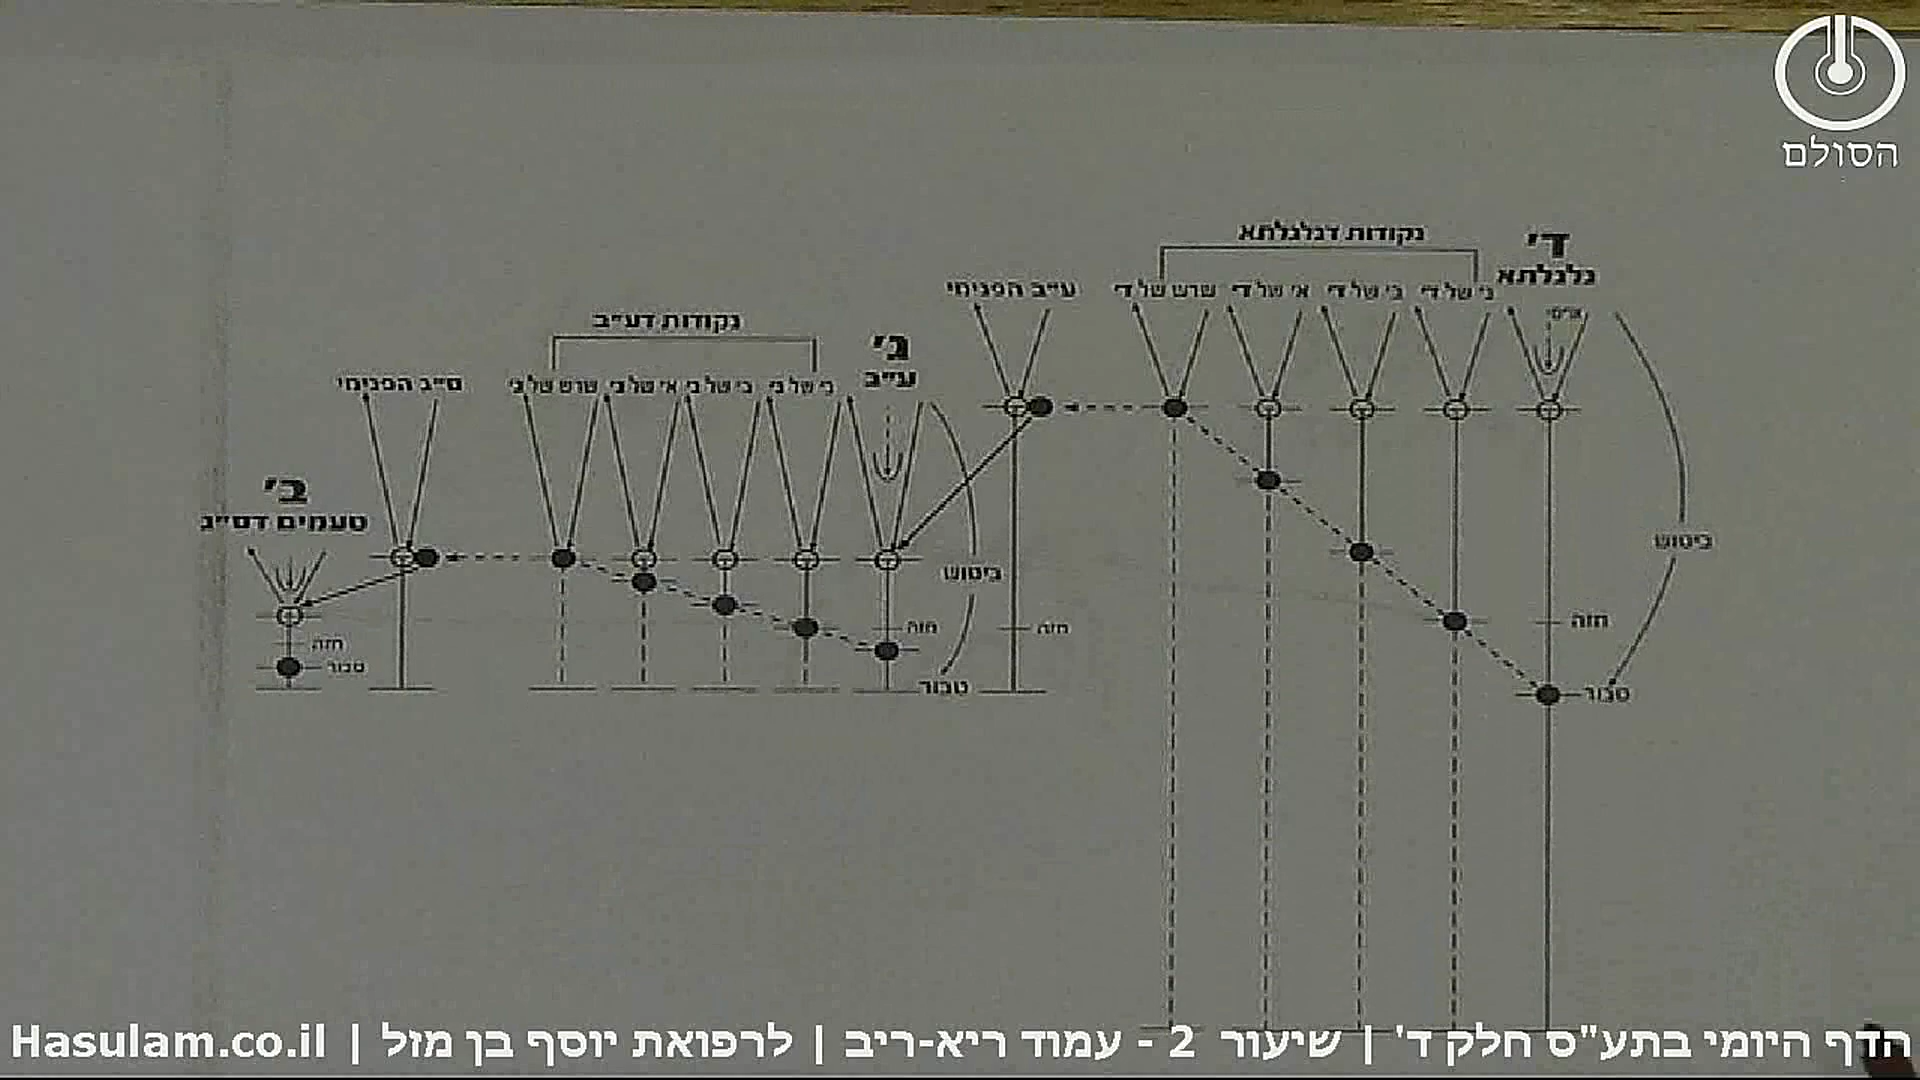 הסולם
נקודות דגלגלתא
ד'
גלגלתא
ג' של ד'
ב' של ד'
א' של ד'
שרש של ד'
ע"ב הפנימי
או"מ
ביטוש
חזה
טבור
נקודות דע"ב
ג'
ע"ב
ג' של ג'
ב' של ג'
א' של ג'
שרש של ג'
ס"ג הפנימי
ביטוש
חזה
חזה
טבור
ב'
טעמים דס"ג
חזה
טבור
הדף היומי בתע"ס חלק ד' | שיעור 2 - עמוד ריא-ריב | לרפואת יוסף בן מזל | Hasulam.co.il